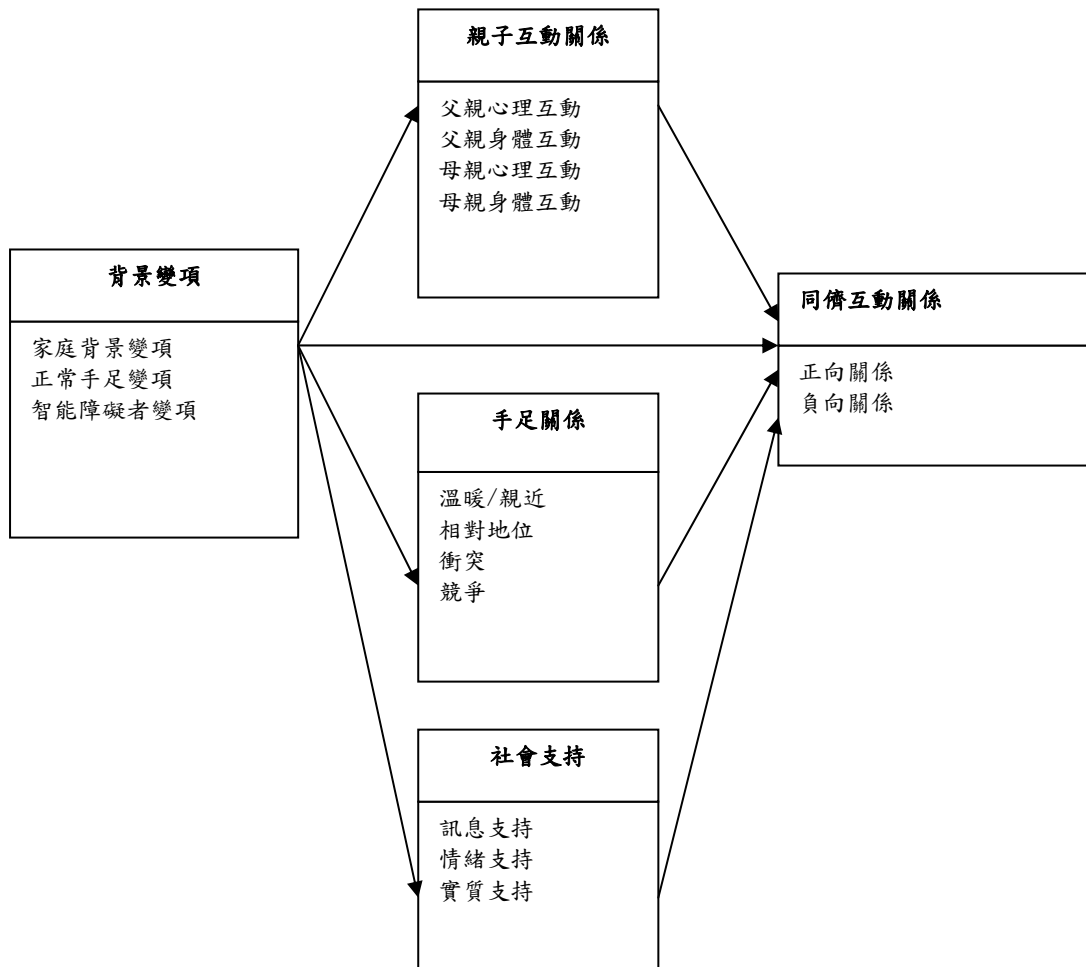 親子互動關係
父親心理互動
父親身體互動
母親心理互動
母親身體互動
背景變項
家庭背景變項
正常手足變項
智能障礙者變項
同儕互動關係
正向關係
負向關係
手足關係
溫暖/親近
相對地位
衝突
競爭
社會支持
訊息支持
情緒支持
實質支持